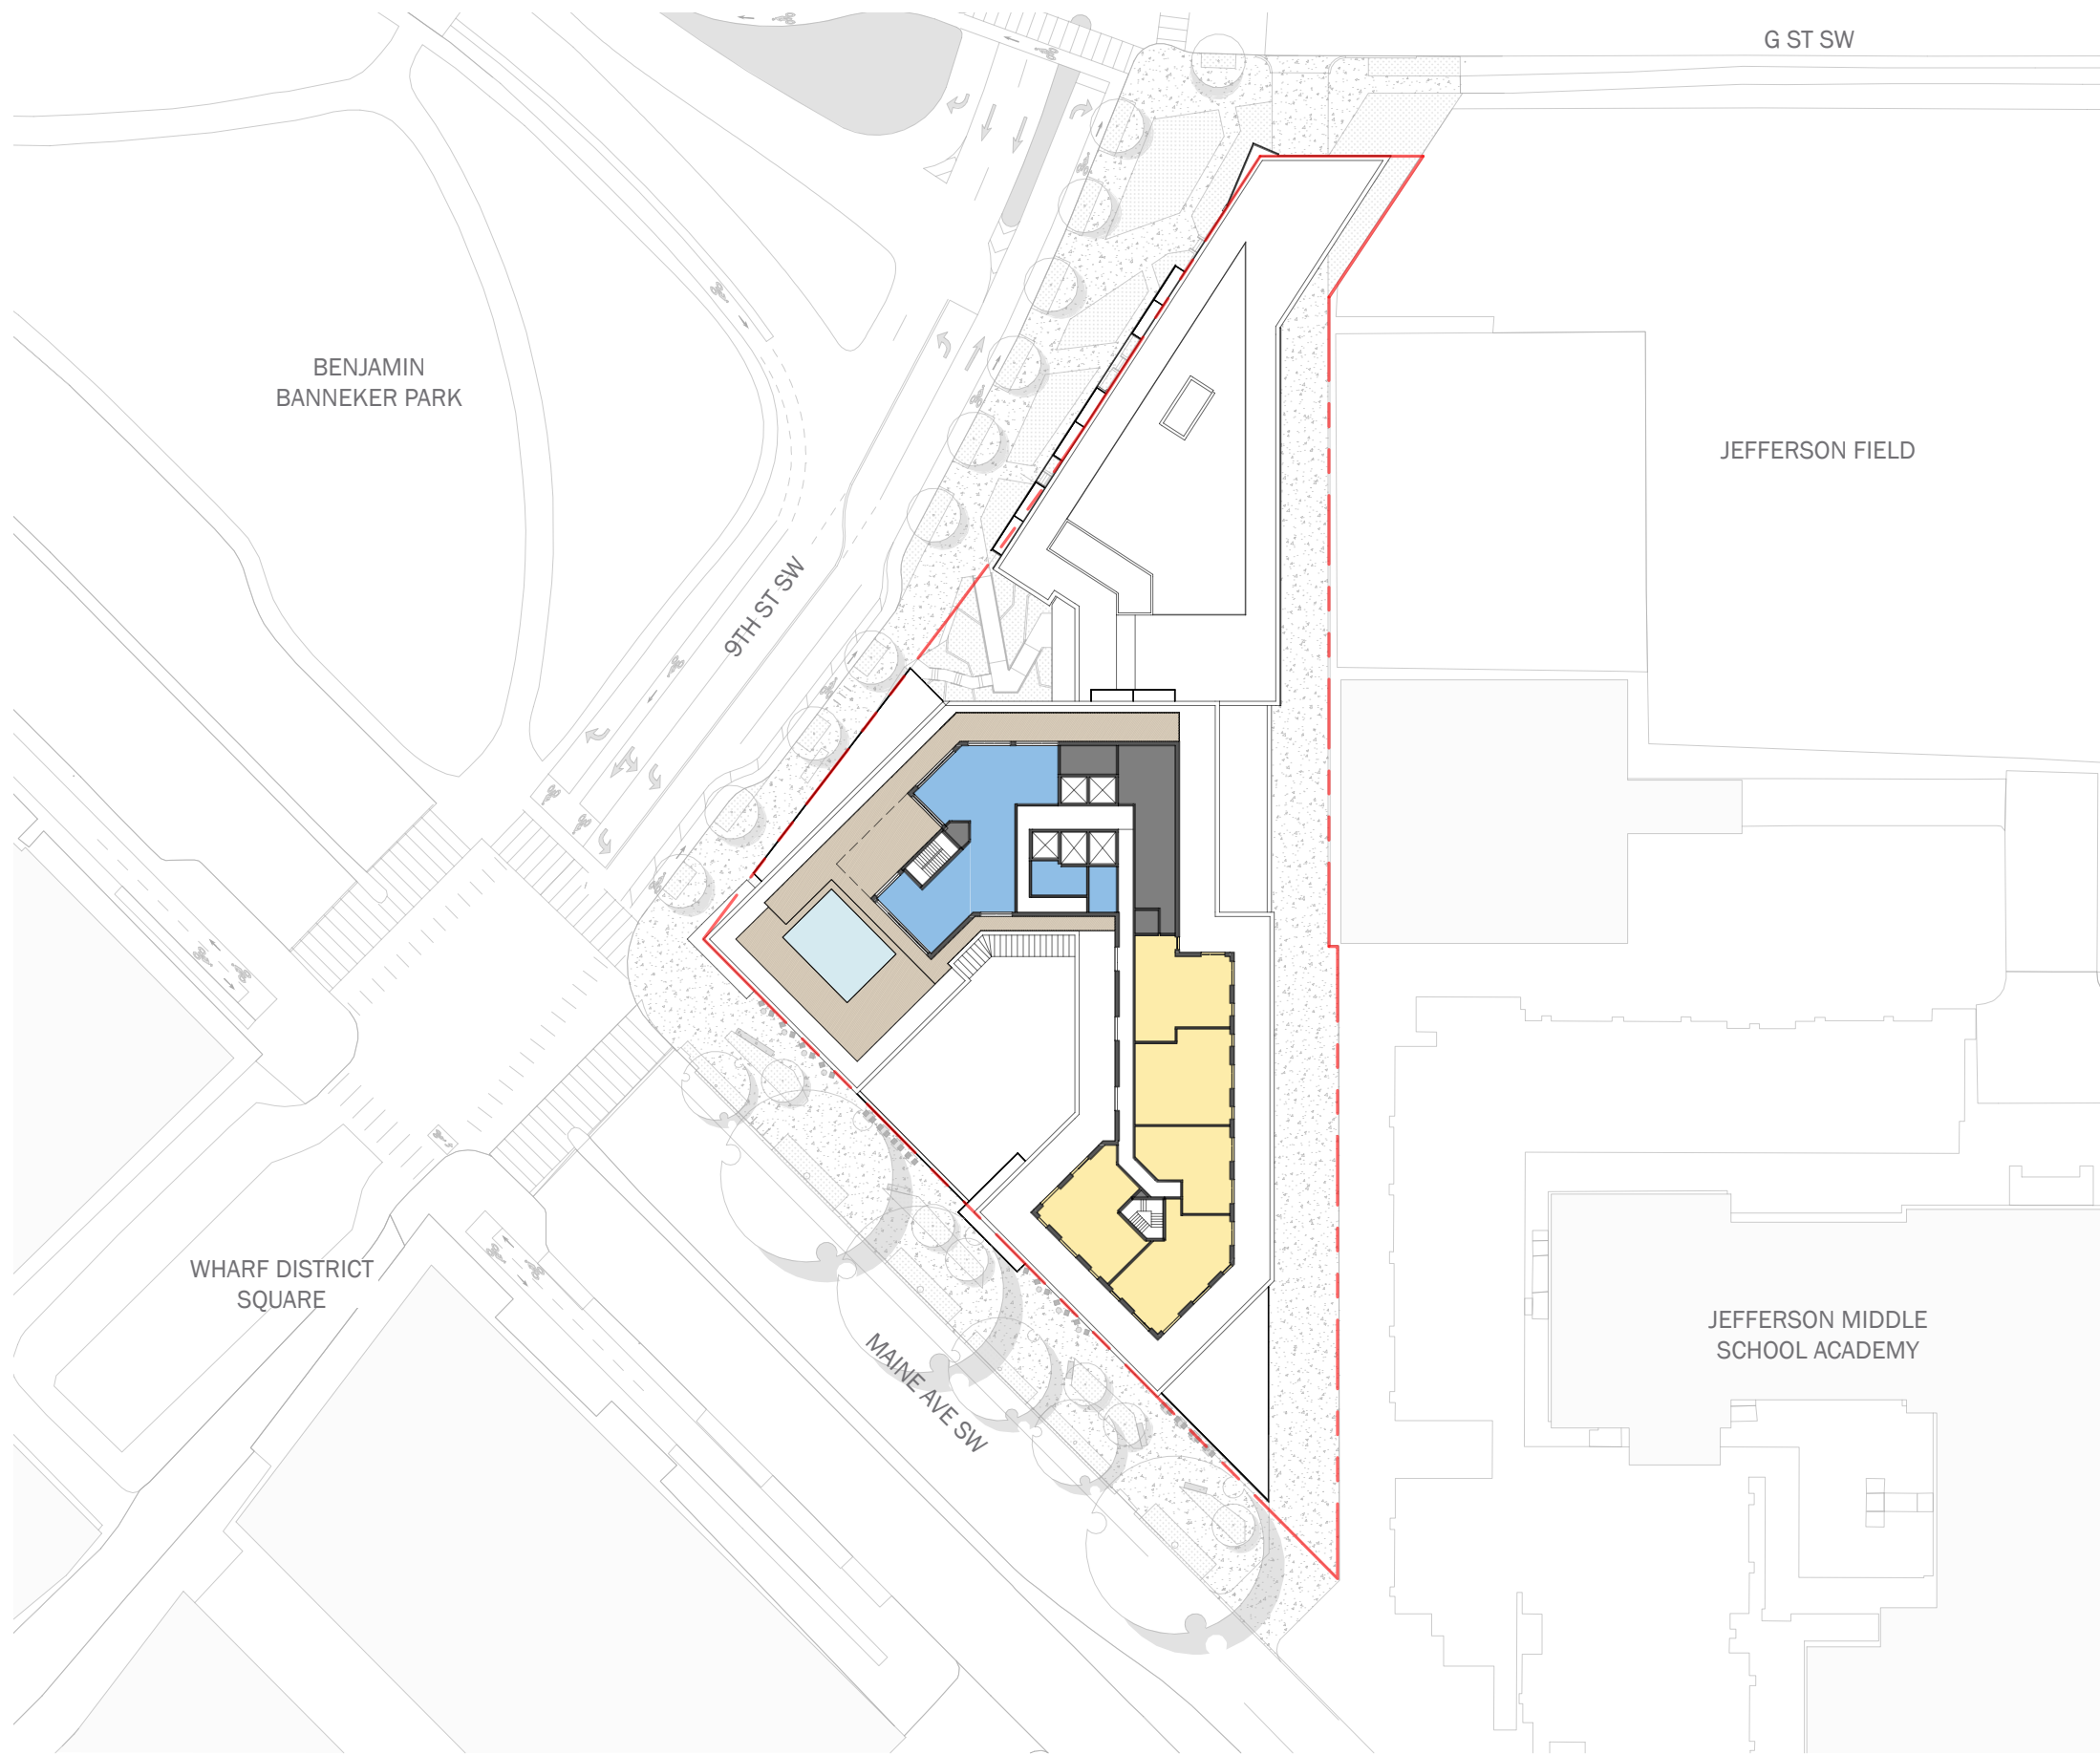 G ST SW
BENJAMIN
BANNEKER PARK
JEFFERSON FIELD
9TH ST SW
WHARF DISTRICT
SQUARE
MAINE AVE SW
JEFFERSON MIDDLE
SCHOOL ACADEMY